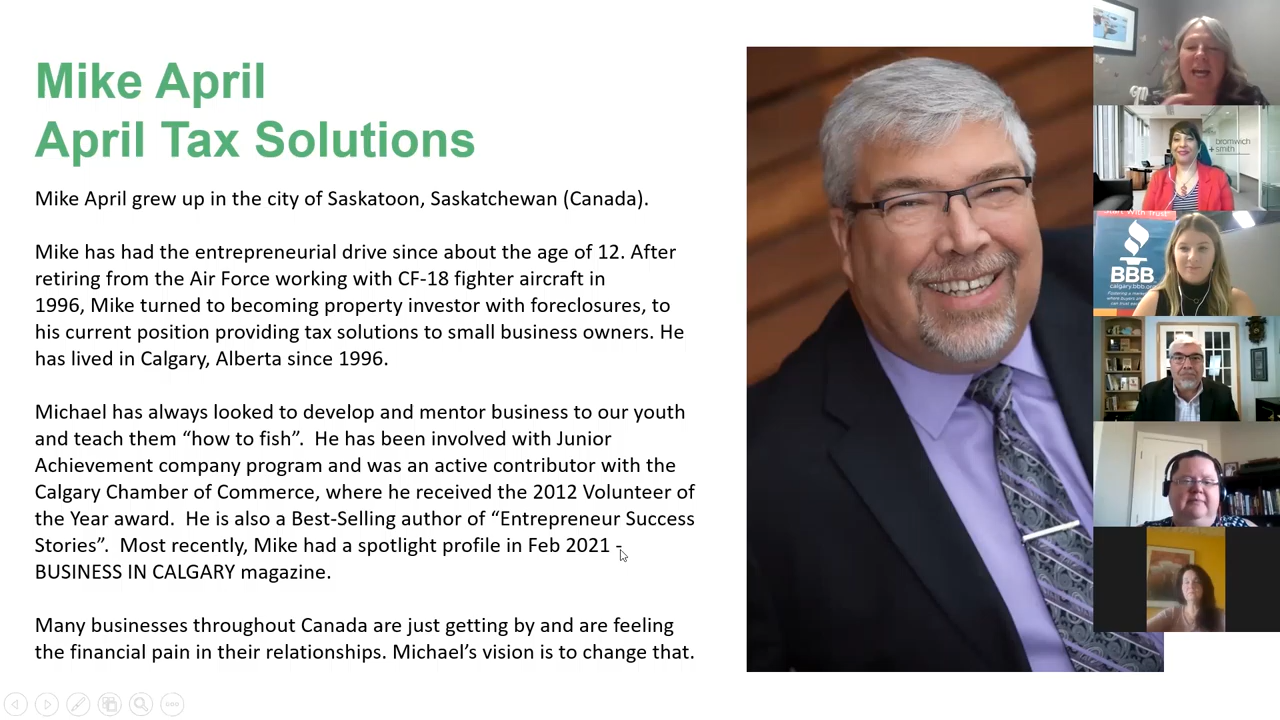 Mike April
April Tax Solutions
Mike April grew up in the city of Saskatoon, Saskatchewan (Canada).
Mike has had the entrepreneurial drive since about the age of 12. After
retiring from the Air Force working with CF-18 fighter aircraft in
1996, Mike turned to becoming property investor with foreclosures, to
his current position providing tax solutions to small business owners. He
has lived in Calgary, Alberta since 1996.
Michael has always looked to develop and mentor business to our youth
and teach them “how to fish”.  He has been involved with Junior
Achievement company program and was an active contributor with the
Calgary Chamber of Commerce, where he received the 2012 Volunteer of
the Year award.  He is also a Best-Selling author of “Entrepreneur Success
Stories”.  Most recently, Mike had a spotlight profile in Feb 2021 -
BUSINESS IN CALGARY magazine.
Many businesses throughout Canada are just getting by and are feeling
the financial pain in their relationships. Michael’s vision is to change that.
bromwich
+ smith
Start With Trust
BBB
calgary.bbb.org